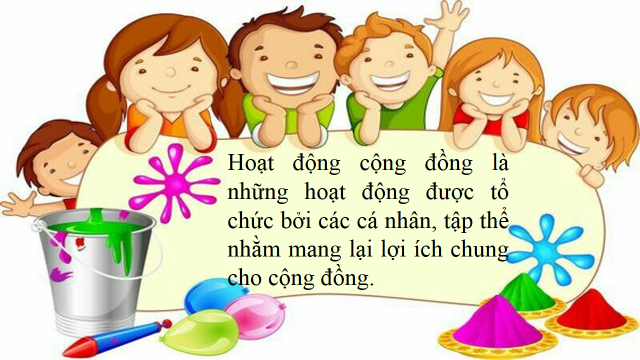 Hoạt động cộng đồng là
những hoạt động được tổ
chức bởi các cá nhân, tập thể
nhằm mang lại lợi ích chung
cho cộng đồng.